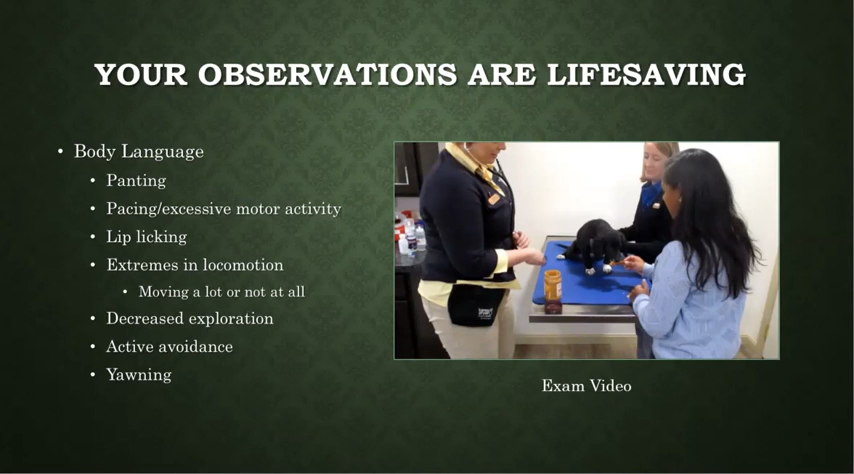 YOUR OBSERVATIONS ARE LIFESAVING
• Body Language
• Panting
• Pacing/excessive motor activity
• Lip licking
• Extremes in locomotion
• Moving a lot or not at all
• Decreased exploration
• Active avoidance
• Yawning
Exam Video